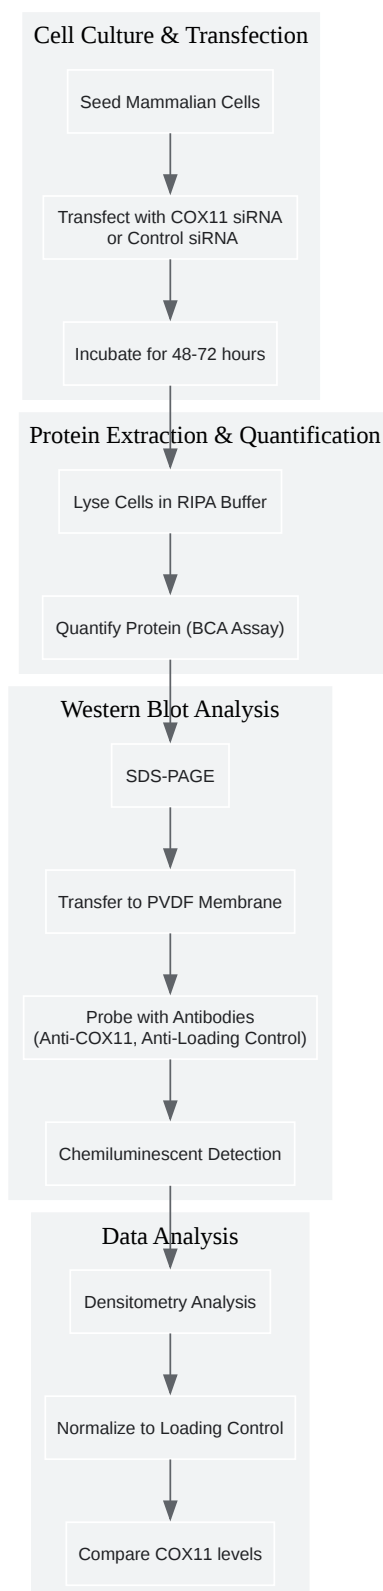 Cell Culture & Transfection
Seed Mammalian Cells
Transfect with COX11 siRNA
or Control siRNA
Incubate for 48-72 hours
Protein Extraction & Quantification
Lyse Cells in RIPA Buffer
Quantify Protein (BCA Assay)
Western Blot Analysis
SDS-PAGE
Transfer to PVDF Membrane
Probe with Antibodies
(Anti-COX11, Anti-Loading Control)
Chemiluminescent Detection
Data Analysis
Densitometry Analysis
Normalize to Loading Control
Compare COX11 levels